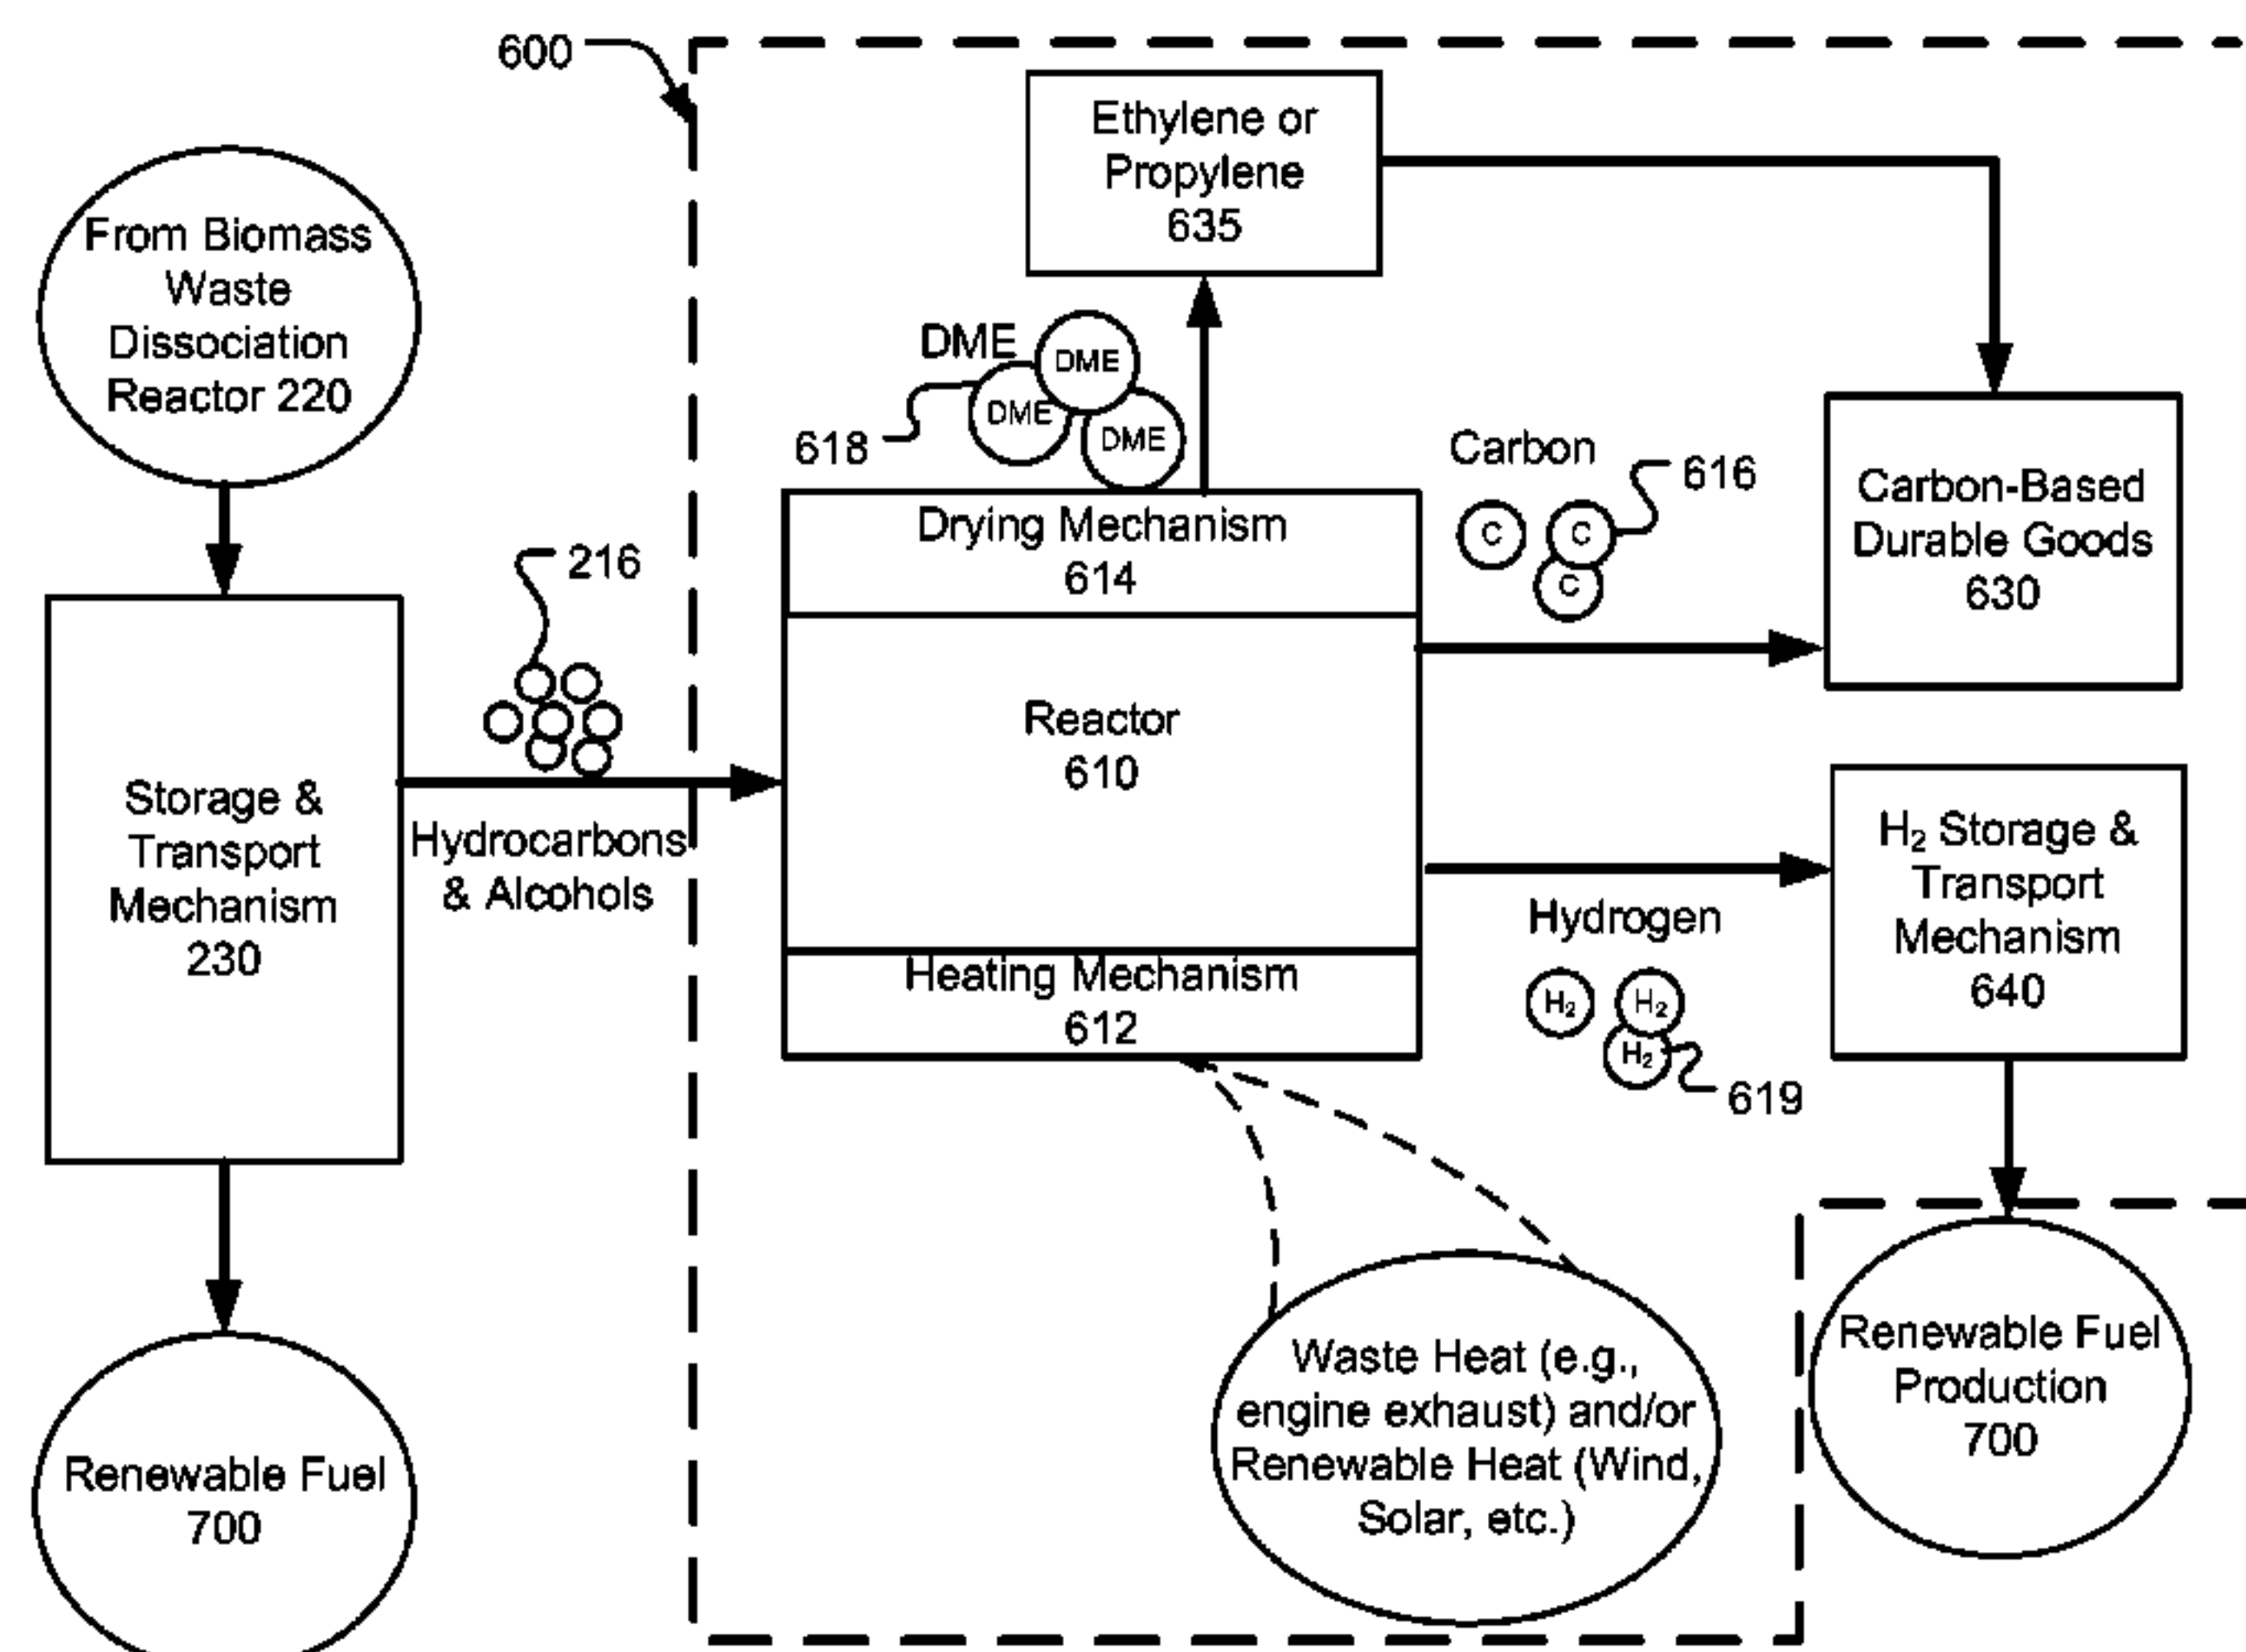 600
Ethylene or
Propylene
635
From Biomass
Waste
Dissociation
Reactor 220
DME
DME
DME
DME
618
Carbon
616
C
C
C
Carbon-Based
Durable Goods
630
Drying Mechanism
614
216
Reactor
610
Storage &
Transport
Mechanism
230
Hydrocarbons
& Alcohols
H₂ Storage &
Transport
Mechanism
640
Hydrogen
H₂
H₂
H₂
619
Heating Mechanism
612
Waste Heat (e.g.,
engine exhaust) and/or
Renewable Heat (Wind,
Solar, etc.)
Renewable Fuel
Production
700
Renewable Fuel
700